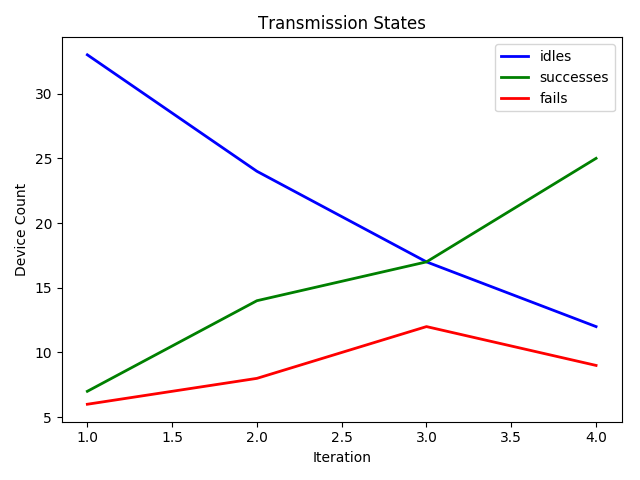 Transmission States
idles
successes
fails
Device Count
30
25
20
15
10
5
1.0 1.5 2.0 2.5 3.0 3.5 4.0
Iteration